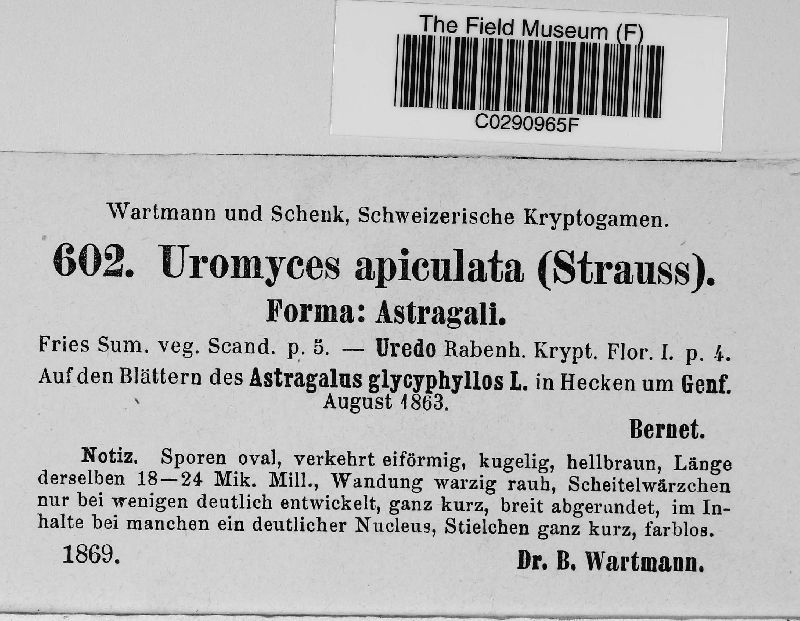 The Field Museum (F)
C0290965F
Wartmann und Schenk, Schweizerische Kryptogamen.
602. Uromyces apiculata (Strauss).
Forma: Astragali.
Fries Sum. veg. Scand. p. 5. — Uredo Rabenh. Krypt. Flor. I. p. 4.
Auf den Blättern des Astragalus glycyphyllos L. in Hecken um Genf.
August 1863.
Bernet.
Notiz. Sporen oval, verkehrt eiförmig, kugelig, hellbraun, Länge
derselben 18—24 Mik. Mill., Wandung warzig rauh, Scheitelwärzchen
nur bei wenigen deutlich entwickelt, ganz kurz, breit abgerundet, im In-
halte bei manchen ein deutlicher Nucleus, Stielchen ganz kurz, farblos.
1869.
Dr. B. Wartmann.